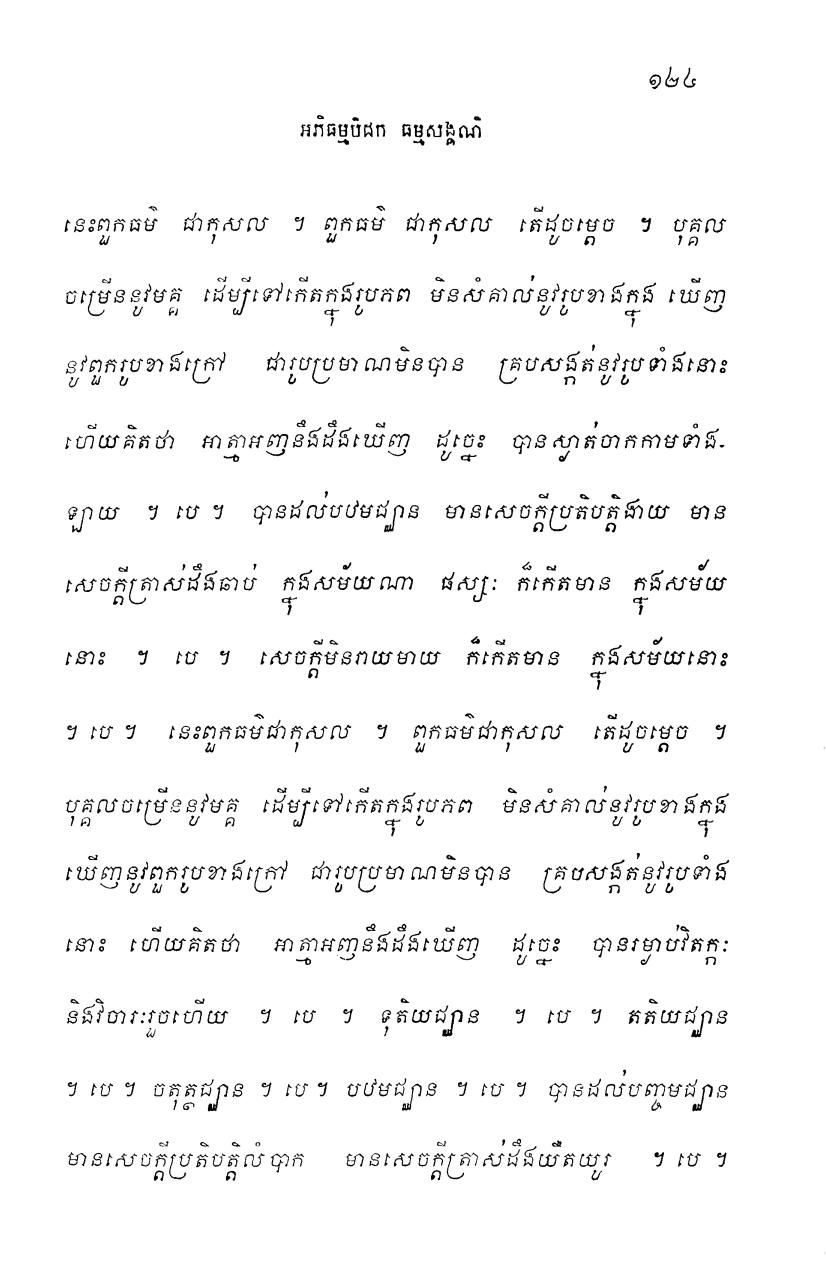 ១២៤
អភិធម្មបិដក ធម្មសង្គណិ
នេះពួកធម៌ ជាកុសល ។ ពួកធម៌ ជាកុសល តើដូចម្តេច ។ បុគ្គល
ចម្រើននូវមគ្គ ដើម្បីទៅកើតក្នុងរូបភព មិនសំគាល់នូវរូបខាងក្នុង ឃើញ
នូវពួករូបខាងក្រៅ ជារូបប្រមាណមិនបាន គ្របសង្កត់នូវរូបទាំងនោះ
ហើយគិតថា អាត្មាអញនឹងដឹងឃើញ ដូច្នេះ បានស្ងាត់ចាកកាមទាំង-
ឡាយ ។ បេ ។ បានដល់បឋមជ្ឈាន មានសេចក្តីប្រតិបត្តិងាយ មាន
សេចក្តីត្រាស់ដឹងឆាប់ ក្នុងសម័យណា ផស្សៈ ក៏កើតមាន ក្នុងសម័យ
នោះ ។ បេ ។ សេចក្តីមិនរាយមាយ ក៏កើតមាន ក្នុងសម័យនោះ
។ បេ ។ នេះពួកធម៌ជាកុសល ។ ពួកធម៌ជាកុសល តើដូចម្តេច ។
បុគ្គលចម្រើននូវមគ្គ ដើម្បីទៅកើតក្នុងរូបភព មិនសំគាល់នូវរូបខាងក្នុង
ឃើញនូវពួករូបខាងក្រៅ ជារូបប្រមាណមិនបាន គ្របសង្កត់នូវរូបទាំង
នោះ ហើយគិតថា អាត្មាអញនឹងដឹងឃើញ ដូច្នេះ បានរម្ងាប់វិតក្កៈ
និងវិចារៈរួចហើយ ។ បេ ។ ទុតិយជ្ឈាន ។ បេ ។ តតិយជ្ឈាន
។ បេ ។ ចតុត្ថជ្ឈាន ។ បេ ។ បឋមជ្ឈាន ។ បេ ។ បានដល់បញ្ចមជ្ឈាន
មានសេចក្តីប្រតិបត្តិលំបាក មានសេចក្តីត្រាស់ដឹងយឺតយូរ ។ បេ ។